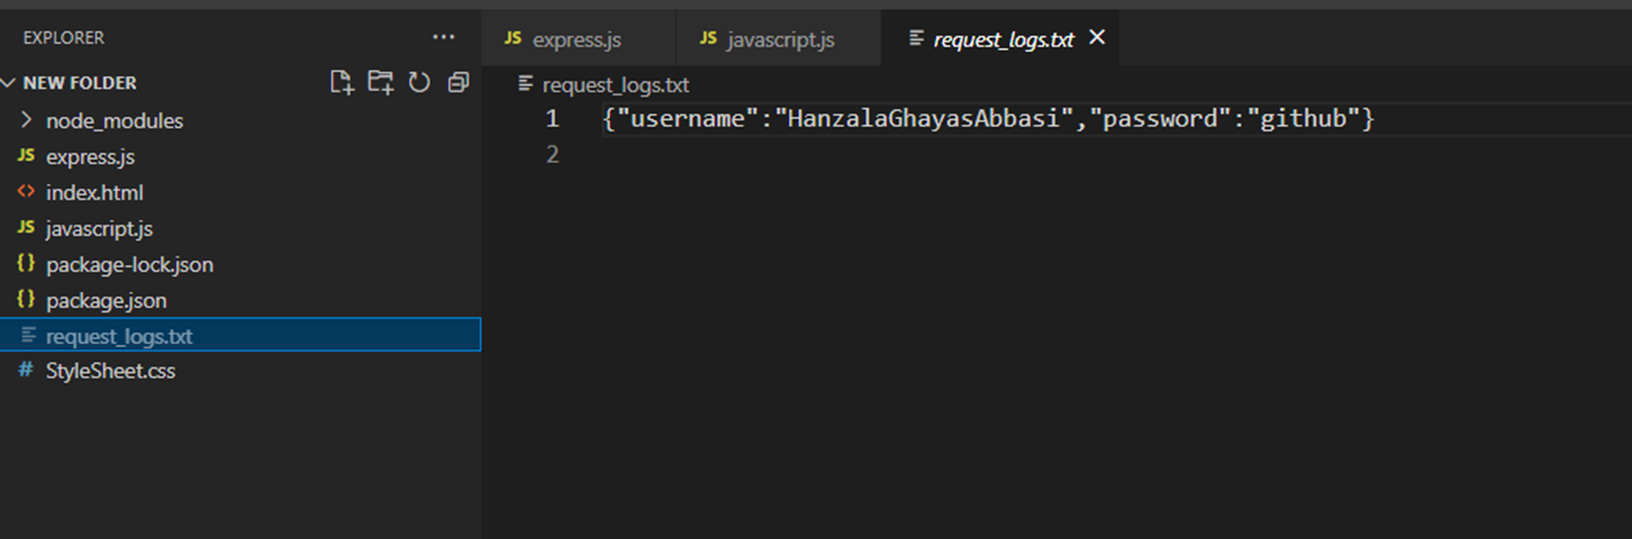 EXPLORER ...
NEW FOLDER
node_modules
JS express.js
<> index.html
JS javascript.js
{} package-lock.json
{} package.json
request_logs.txt
# StyleSheet.css
JS express.js JS javascript.js request_logs.txt ×
request_logs.txt
1 {"username":"HanzalaGhayasAbbasi","password":"github"}
2